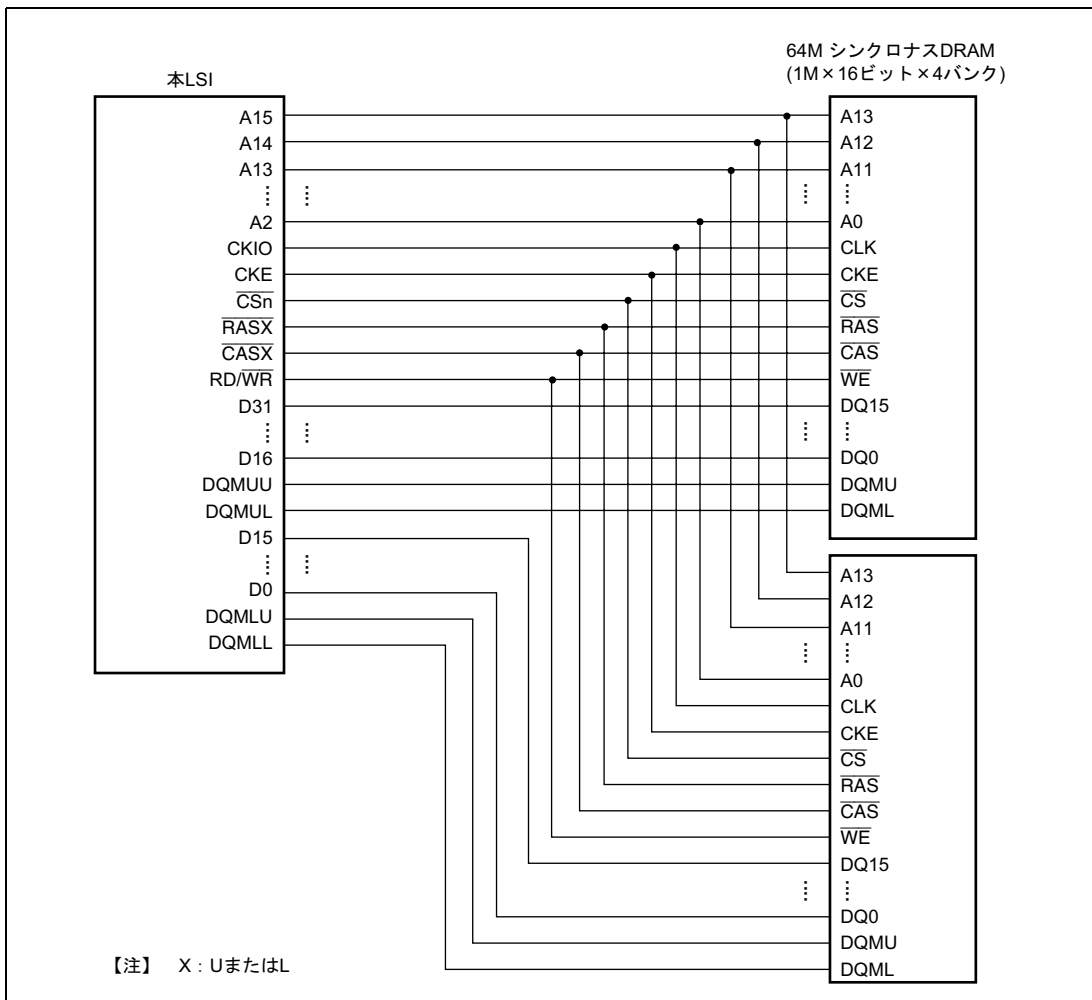 本LSI
A15
A14
A13
A2
CKIO
CKE
CSn
RASX
CASX
RD/WR
D31
D16
DQMUU
DQMUL
D15
D0
DQMLU
DQMLL
64M シンクロナスDRAM
(1M×16ビット×4バンク)
A13
A12
A11
A0
CLK
CKE
CS
RAS
CAS
WE
DQ15
DQ0
DQMU
DQML
A13
A12
A11
A0
CLK
CKE
CS
RAS
CAS
WE
DQ15
DQ0
DQMU
DQML
【注】 X：UまたはL